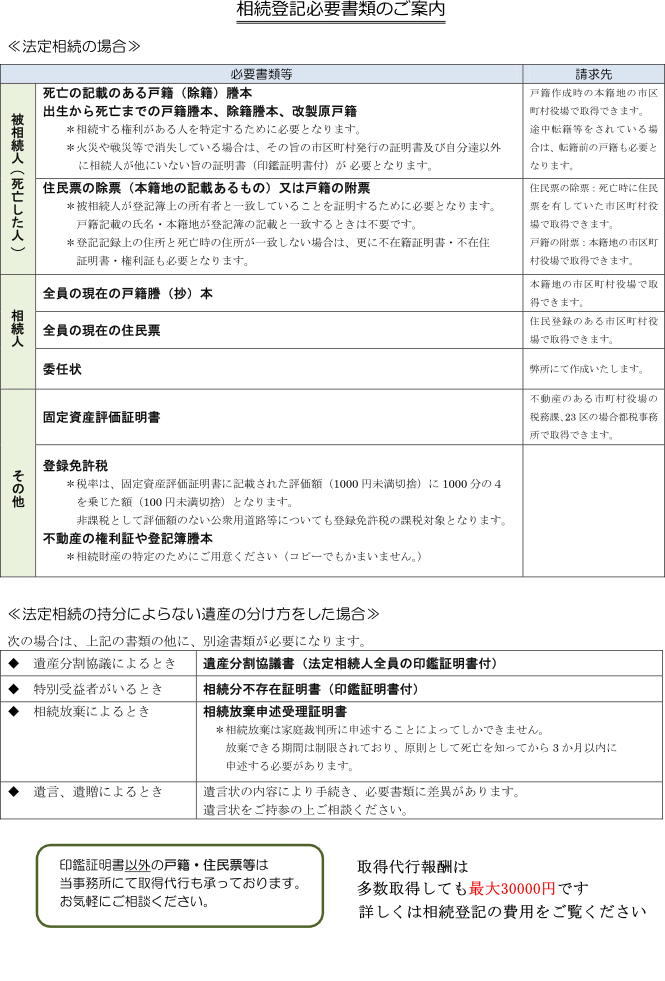 相続登記必要書類のご案内
≪法定相続の場合≫
必要書類等 請求先
被相続人（死亡した人）
死亡の記載のある戸籍（除籍）謄本
出生から死亡までの戸籍謄本、除籍謄本、改製原戸籍
＊相続する権利がある人を特定するために必要となります。
＊火災や戦災等で消失している場合は、その旨の市区町村発行の証明書及び自分達以外
に相続人が他にいない旨の証明書（印鑑証明書付）が 必要となります。
戸籍作成時の本籍地の市区
町村役場で取得できます。
途中転籍等をされている場
合は、転籍前の戸籍も必要と
なります。
住民票の除票（本籍地の記載あるもの）又は戸籍の附票
＊被相続人が登記簿上の所有者と一致していることを証明するために必要となります。
戸籍記載の氏名・本籍地が登記簿の記載と一致するときは不要です。
＊登記記録上の住所と死亡時の住所が一致しない場合は、更に不在籍証明書・不在住
証明書・権利証も必要となります。
住民票の除票：死亡時に住民
票を有していた市区町村役
場で取得できます。
戸籍の附票：本籍地の市区町
村役場で取得できます。
相続人
全員の現在の戸籍謄（抄）本
本籍地の市区町村役場で取
得できます。
全員の現在の住民票
住民登録のある市区町村役
場で取得できます。
委任状
弊所にて作成いたします。
その他
固定資産評価証明書
不動産のある市町村役場の
税務課、23 区の場合都税事務
所で取得できます。
登録免許税
＊税率は、固定資産評価証明書に記載された評価額（1000 円未満切捨）に 1000 分の４
を乗じた額（100 円未満切捨）となります。
非課税として評価額のない公衆用道路等についても登録免許税の課税対象となります。
不動産の権利証や登記簿謄本
＊相続財産の特定のためにご用意ください（コピーでもかまいません。）
≪法定相続の持分によらない遺産の分け方をした場合≫
次の場合は、上記の書類の他に、別途書類が必要になります。
◆ 遺産分割協議によるとき 遺産分割協議書（法定相続人全員の印鑑証明書付）
◆ 特別受益者がいるとき 相続分不存在証明書（印鑑証明書付）
◆ 相続放棄によるとき 相続放棄申述受理証明書
＊相続放棄は家庭裁判所に申述することによってしかできません。
放棄できる期間は制限されており、原則として死亡を知ってから 3 か月以内に
申述する必要があります。
◆ 遺言、遺贈によるとき 遺言状の内容により手続き、必要書類に差異があります。
遺言状をご持参の上ご相談ください。
印鑑証明書以外の戸籍・住民票等は
当事務所にて取得代行も承っております。
お気軽にご相談ください。
取得代行報酬は
多数取得しても最大30000円です
詳しくは相続登記の費用をご覧ください